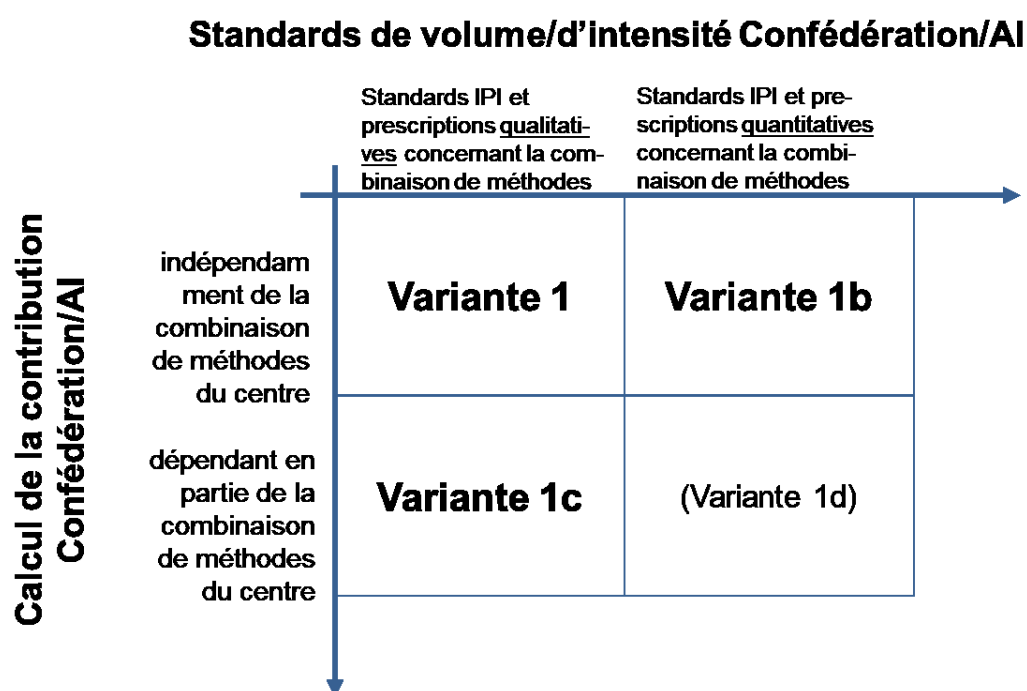 Standards de volume/d’intensité Confédération/AI
Standards IPI et
prescriptions qualitati-
ves concernant la com-
binaison de méthodes
Standards IPI et pre-
scriptions quantitatives
concernant la combi-
naison de méthodes
Calcul de la contribution
Confédération/AI
indépendam
ment de la
combinaison
de méthodes
du centre
Variante 1
Variante 1b
dépendant en
partie de la
combinaison
de méthodes
du centre
Variante 1c
(Variante 1d)